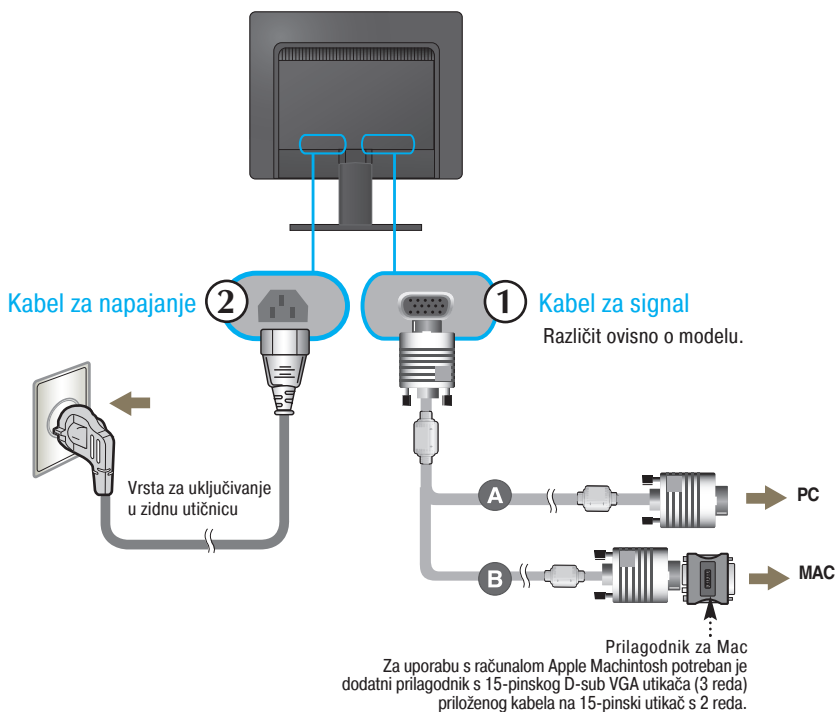 Kabel za napajanje 2
1 Kabel za signal
Različit ovisno o modelu.
Vrsta za uključivanje
u zidnu utičnicu
A
PC
B
MAC
Prilagodnik za Mac
Za uporabu s računalom Apple Machintosh potreban je
dodatni prilagodnik s 15-pinskog D-sub VGA utikača (3 reda)
priloženog kabela na 15-pinski utikač s 2 reda.